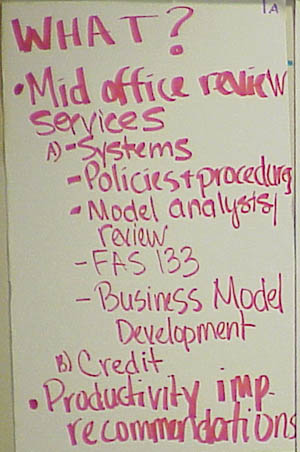 1A
WHAT?
• Mid office review
services
A) - Systems
- Policies + procedures
- Model analysis/
review
- FAS 133
- Business Model
Development
B) Credit
• Productivity imp.
recommendations